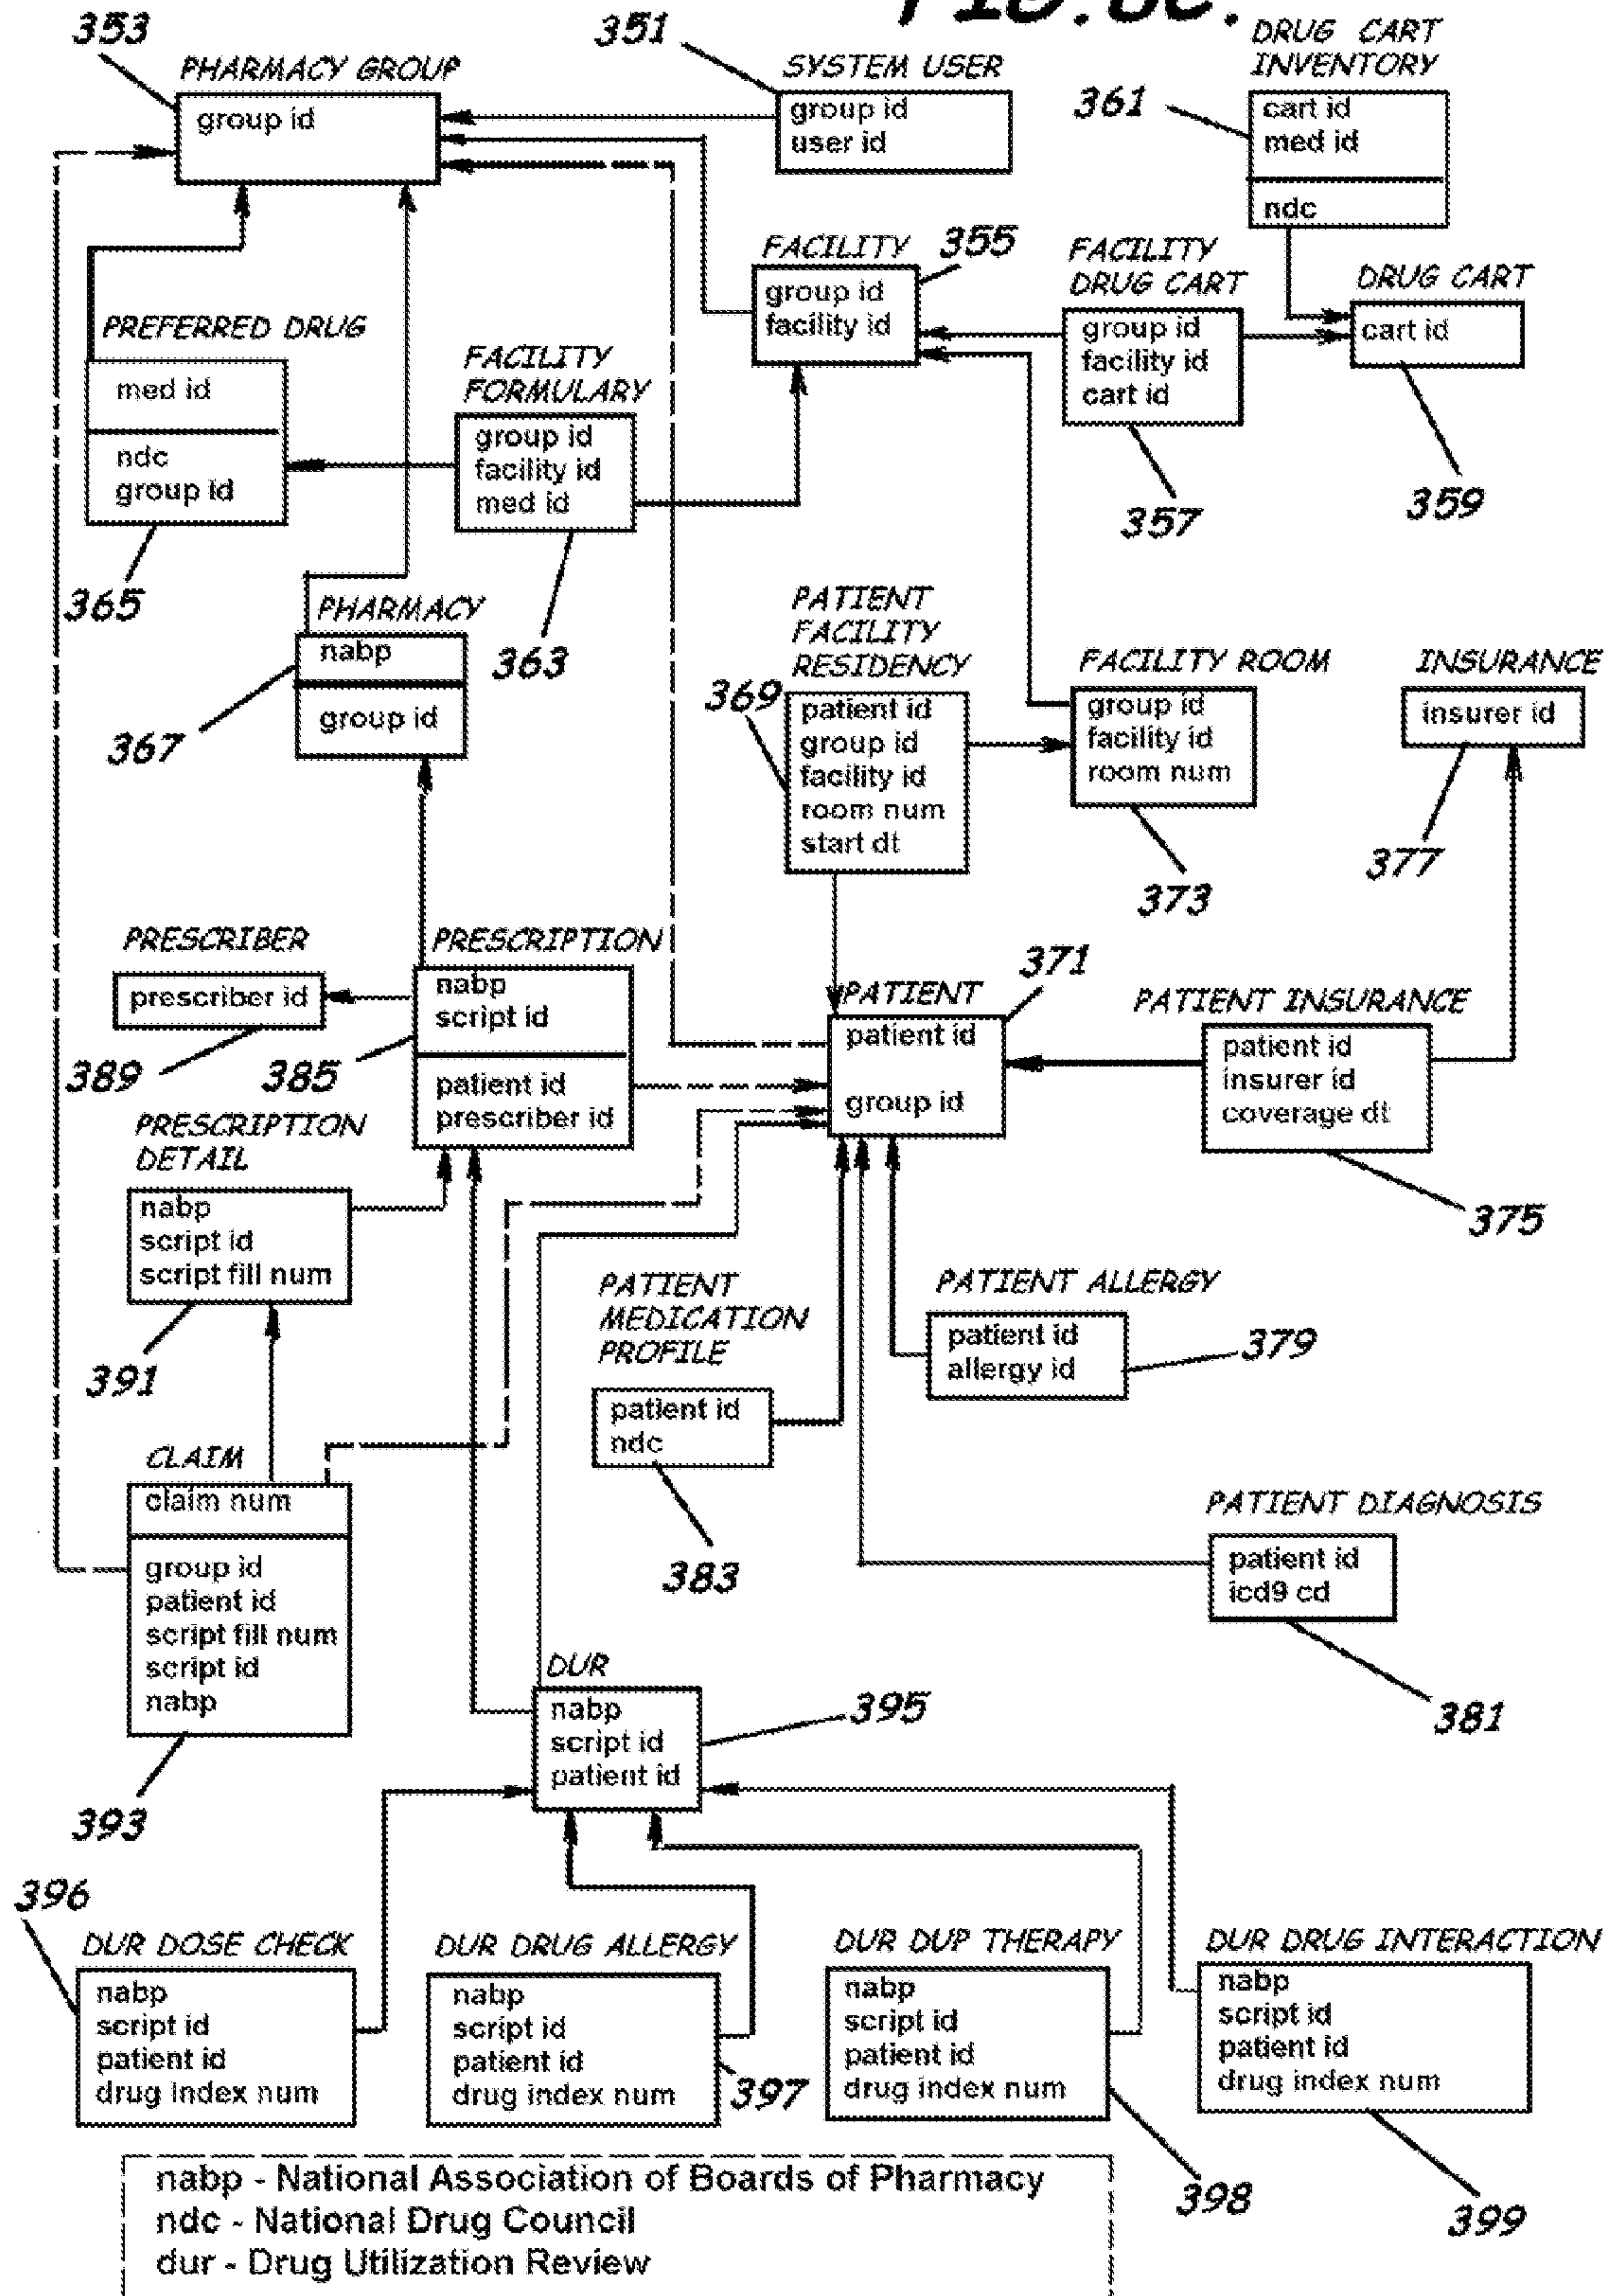 353
351
DRUG CART
INVENTORY
PHARMACY GROUP
group id
SYSTEM USER
group id
user id
361
cart id
med id
ndc
FACILITY
355
group id
facility id
FACILITY
DRUG CART
group id
facility id
cart id
357
DRUG CART
cart id
359
PREFERRED DRUG
med id
ndc
group id
365
FACILITY
FORMULARY
group id
facility id
med id
363
PHARMACY
nabp
group id
367
PATIENT
FACILITY
RESIDENCY
369
patient id
group id
facility id
room num
start dt
FACILITY ROOM
group id
facility id
room num
373
INSURANCE
insurer id
377
PRESCRIBER
prescriber id
389
PRESCRIPTION
nabp
script id
patient id
prescriber id
385
371
PATIENT
patient id
group id
PATIENT INSURANCE
patient id
insurer id
coverage dt
375
PRESCRIPTION
DETAIL
nabp
script id
script fill num
391
PATIENT
MEDICATION
PROFILE
patient id
ndc
383
PATIENT ALLERGY
patient id
allergy id
379
CLAIM
claim num
group id
patient id
script fill num
script id
nabp
393
PATIENT DIAGNOSIS
patient id
icd9 cd
381
DUR
nabp
script id
patient id
395
396
DUR DOSE CHECK
nabp
script id
patient id
drug index num
DUR DRUG ALLERGY
nabp
script id
patient id
drug index num
397
DUR DUP THERAPY
nabp
script id
patient id
drug index num
398
DUR DRUG INTERACTION
nabp
script id
patient id
drug index num
399
nabp - National Association of Boards of Pharmacy
ndc - National Drug Council
dur - Drug Utilization Review